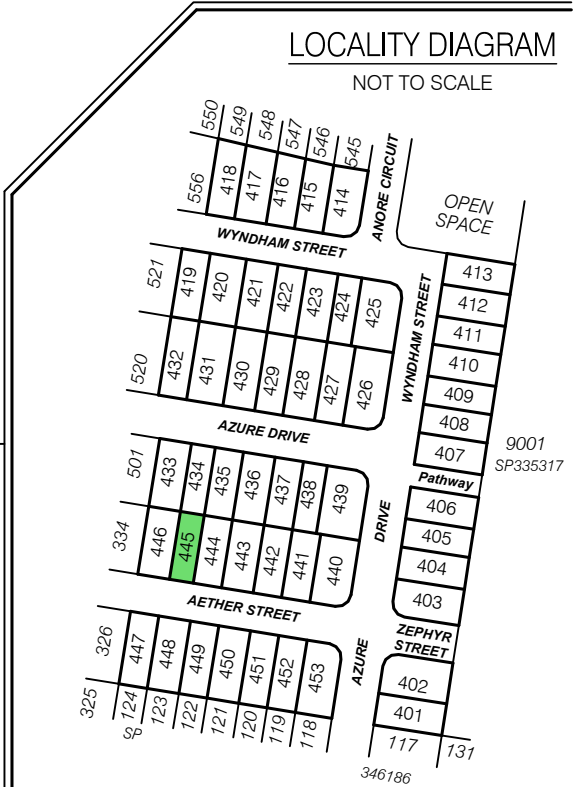 LOCALITY DIAGRAM
NOT TO SCALE
550 549 548 547 546 545
556 418 417 416 415 414
ANORE CIRCUIT
OPEN
SPACE
WYNDHAM STREET
521 419 420 421 422 423 424 425
520 432 431 430 429 428 427 426
WYNDHAM STREET
413
412
411
410
409
408
407
9001
SP335317
Pathway
AZURE DRIVE
501 433 434 435 436 437 438 439
334 446 445 444 443 442 441 440
DRIVE
406
405
404
403
AETHER STREET
ZEPHYR
STREET
326 447 448 449 450 451 452 453
AZURE
402
401
325 124 123 122 121 120 119 118
SP
117 131
346186